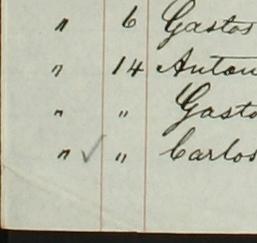 " 6 Gastos
" 14 Anton
" " Gasto
" ✓ " Carlos